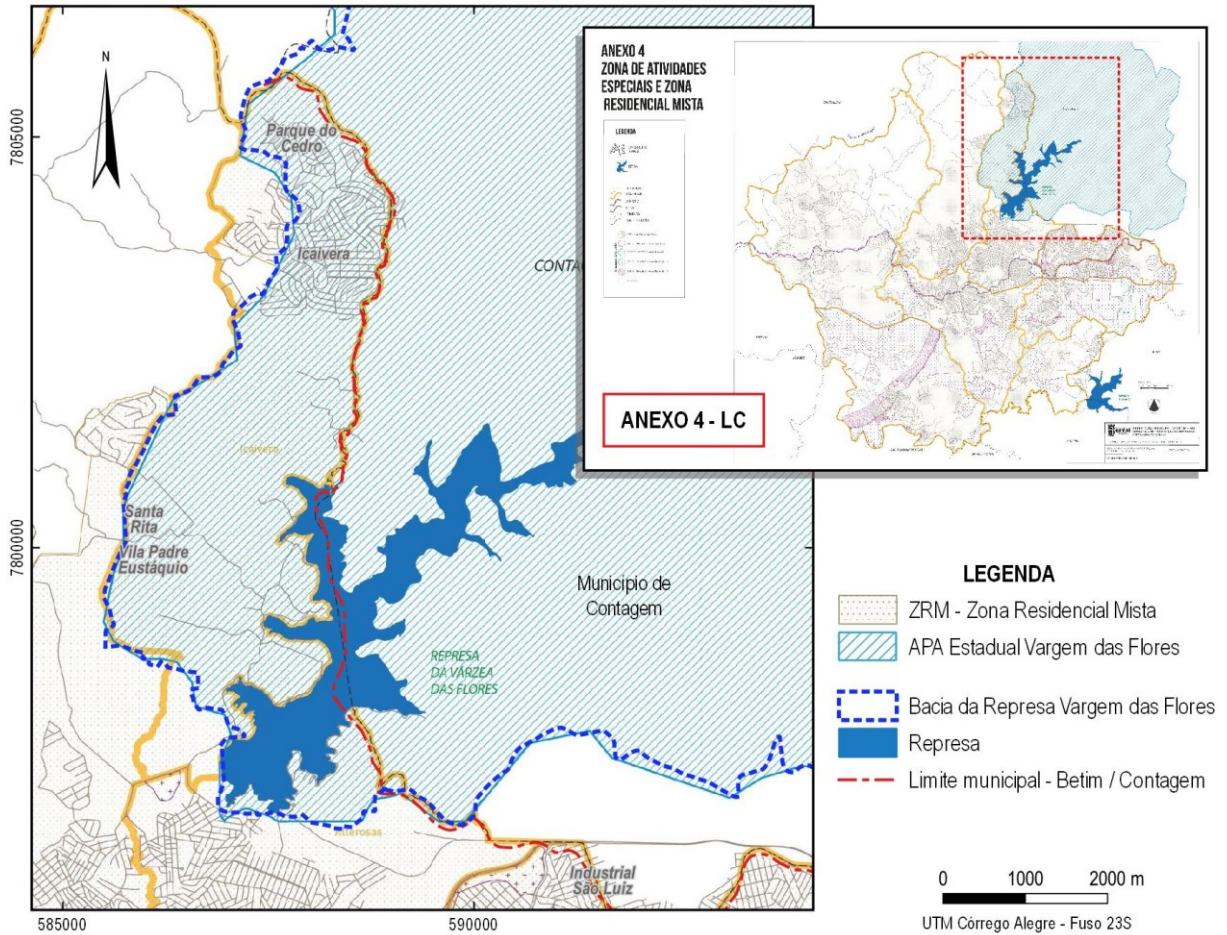 N
7805000
7800000
585000
590000
Parque do
Cedro
Icaivera
CONTA
Icaivera
Santa
Rita
Vila Padre
Eustáquio
Município de
Contagem
REPRESA
DA VÁRZEA
DAS FLORES
Alterosas
Industrial
São Luiz
ANEXO 4
ZONA DE ATIVIDADES
ESPECIAIS E ZONA
RESIDENCIAL MISTA
LEGENDA
ANEXO 4 - LC
LEGENDA
ZRM - Zona Residencial Mista
APA Estadual Vargem das Flores
Bacia da Represa Vargem das Flores
Represa
Limite municipal - Betim / Contagem
0 1000 2000 m
UTM Córrego Alegre - Fuso 23S